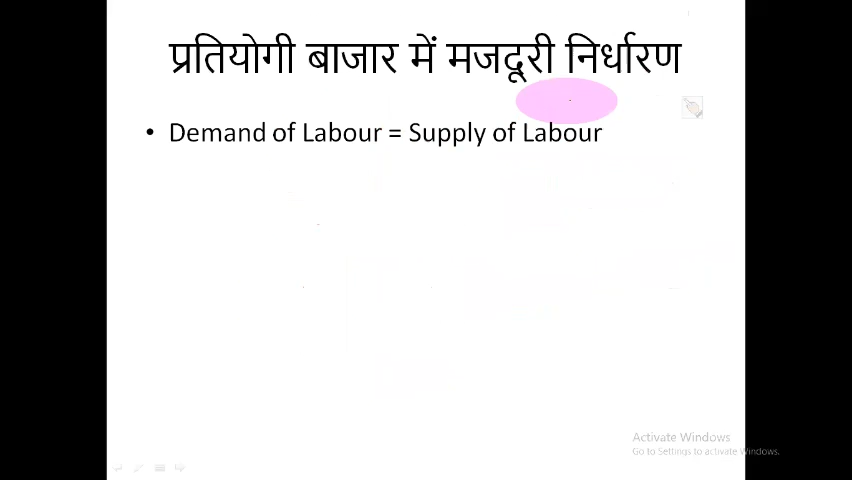 प्रतियोगी बाजार में मजदूरी निर्धारण
• Demand of Labour = Supply of Labour
Activate Windows
Go to Settings to activate Windows.